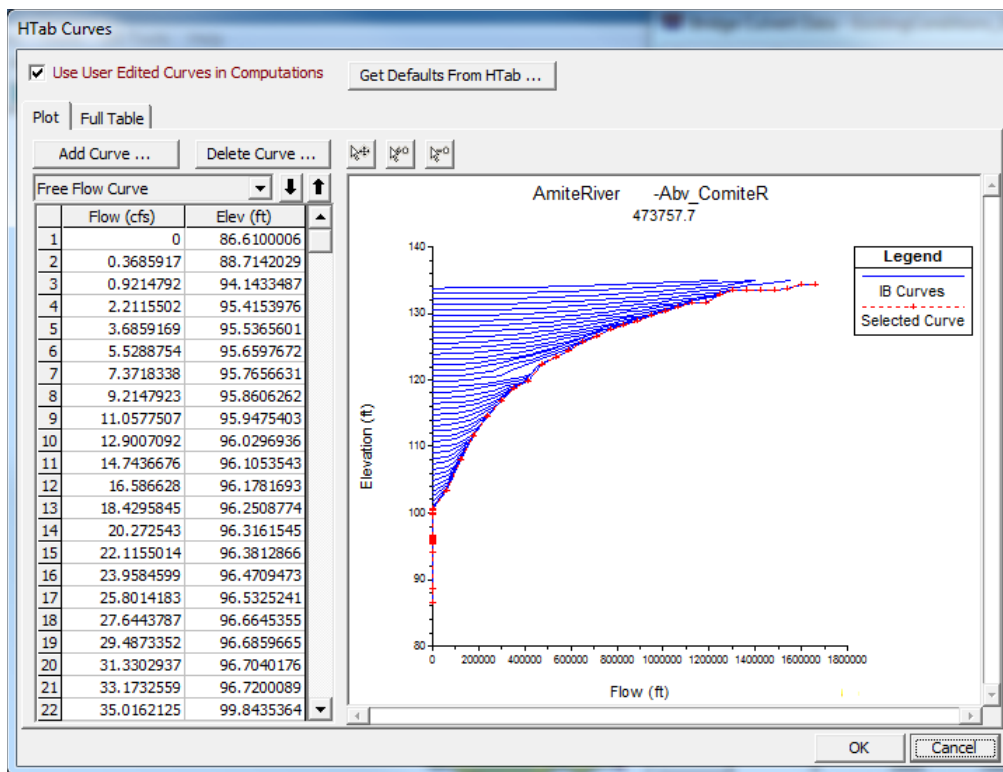 HTab Curves
Use User Edited Curves in Computations
Get Defaults From HTab ...
Plot
Full Table
Add Curve ...
Delete Curve ...
Free Flow Curve
Flow (cfs) Elev (ft)
1 0 86.6100006
2 0.3685917 88.7142029
3 0.9214792 94.1433487
4 2.2115502 95.4153976
5 3.6859169 95.5365601
6 5.5288754 95.6597672
7 7.3718338 95.7656631
8 9.2147923 95.8606262
9 11.0577507 95.9475403
10 12.9007092 96.0296936
11 14.7436676 96.1053543
12 16.586628 96.1781693
13 18.4295845 96.2508774
14 20.272543 96.3161545
15 22.1155014 96.3812866
16 23.9584599 96.4709473
17 25.8014183 96.5325241
18 27.6443787 96.6645355
19 29.4873352 96.6859665
20 31.3302937 96.7040176
21 33.1732559 96.7200089
22 35.0162125 99.8435364
AmiteRiver -Abv_ComiteR
473757.7
Elevation (ft)
140
130
120
110
100
90
80
0 200000 400000 600000 800000 1000000 1200000 1400000 1600000 1800000
Flow (ft)
Legend
IB Curves
Selected Curve
OK
Cancel